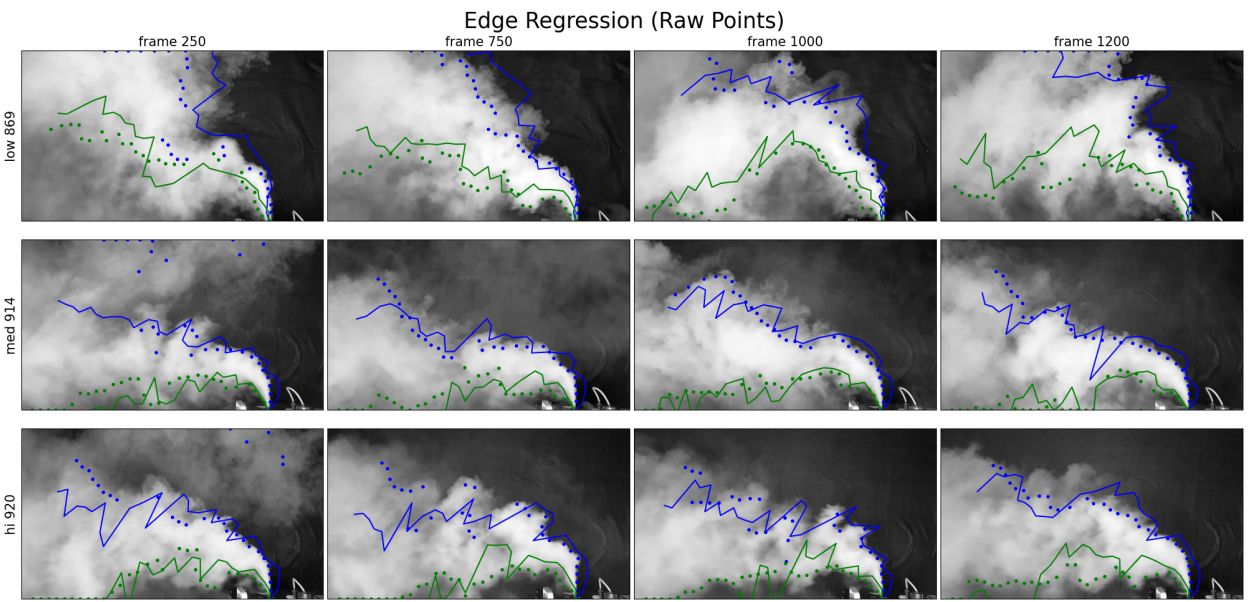 Edge Regression (Raw Points)
frame 250
frame 750
frame 1000
frame 1200
low 869
med 914
hi 920